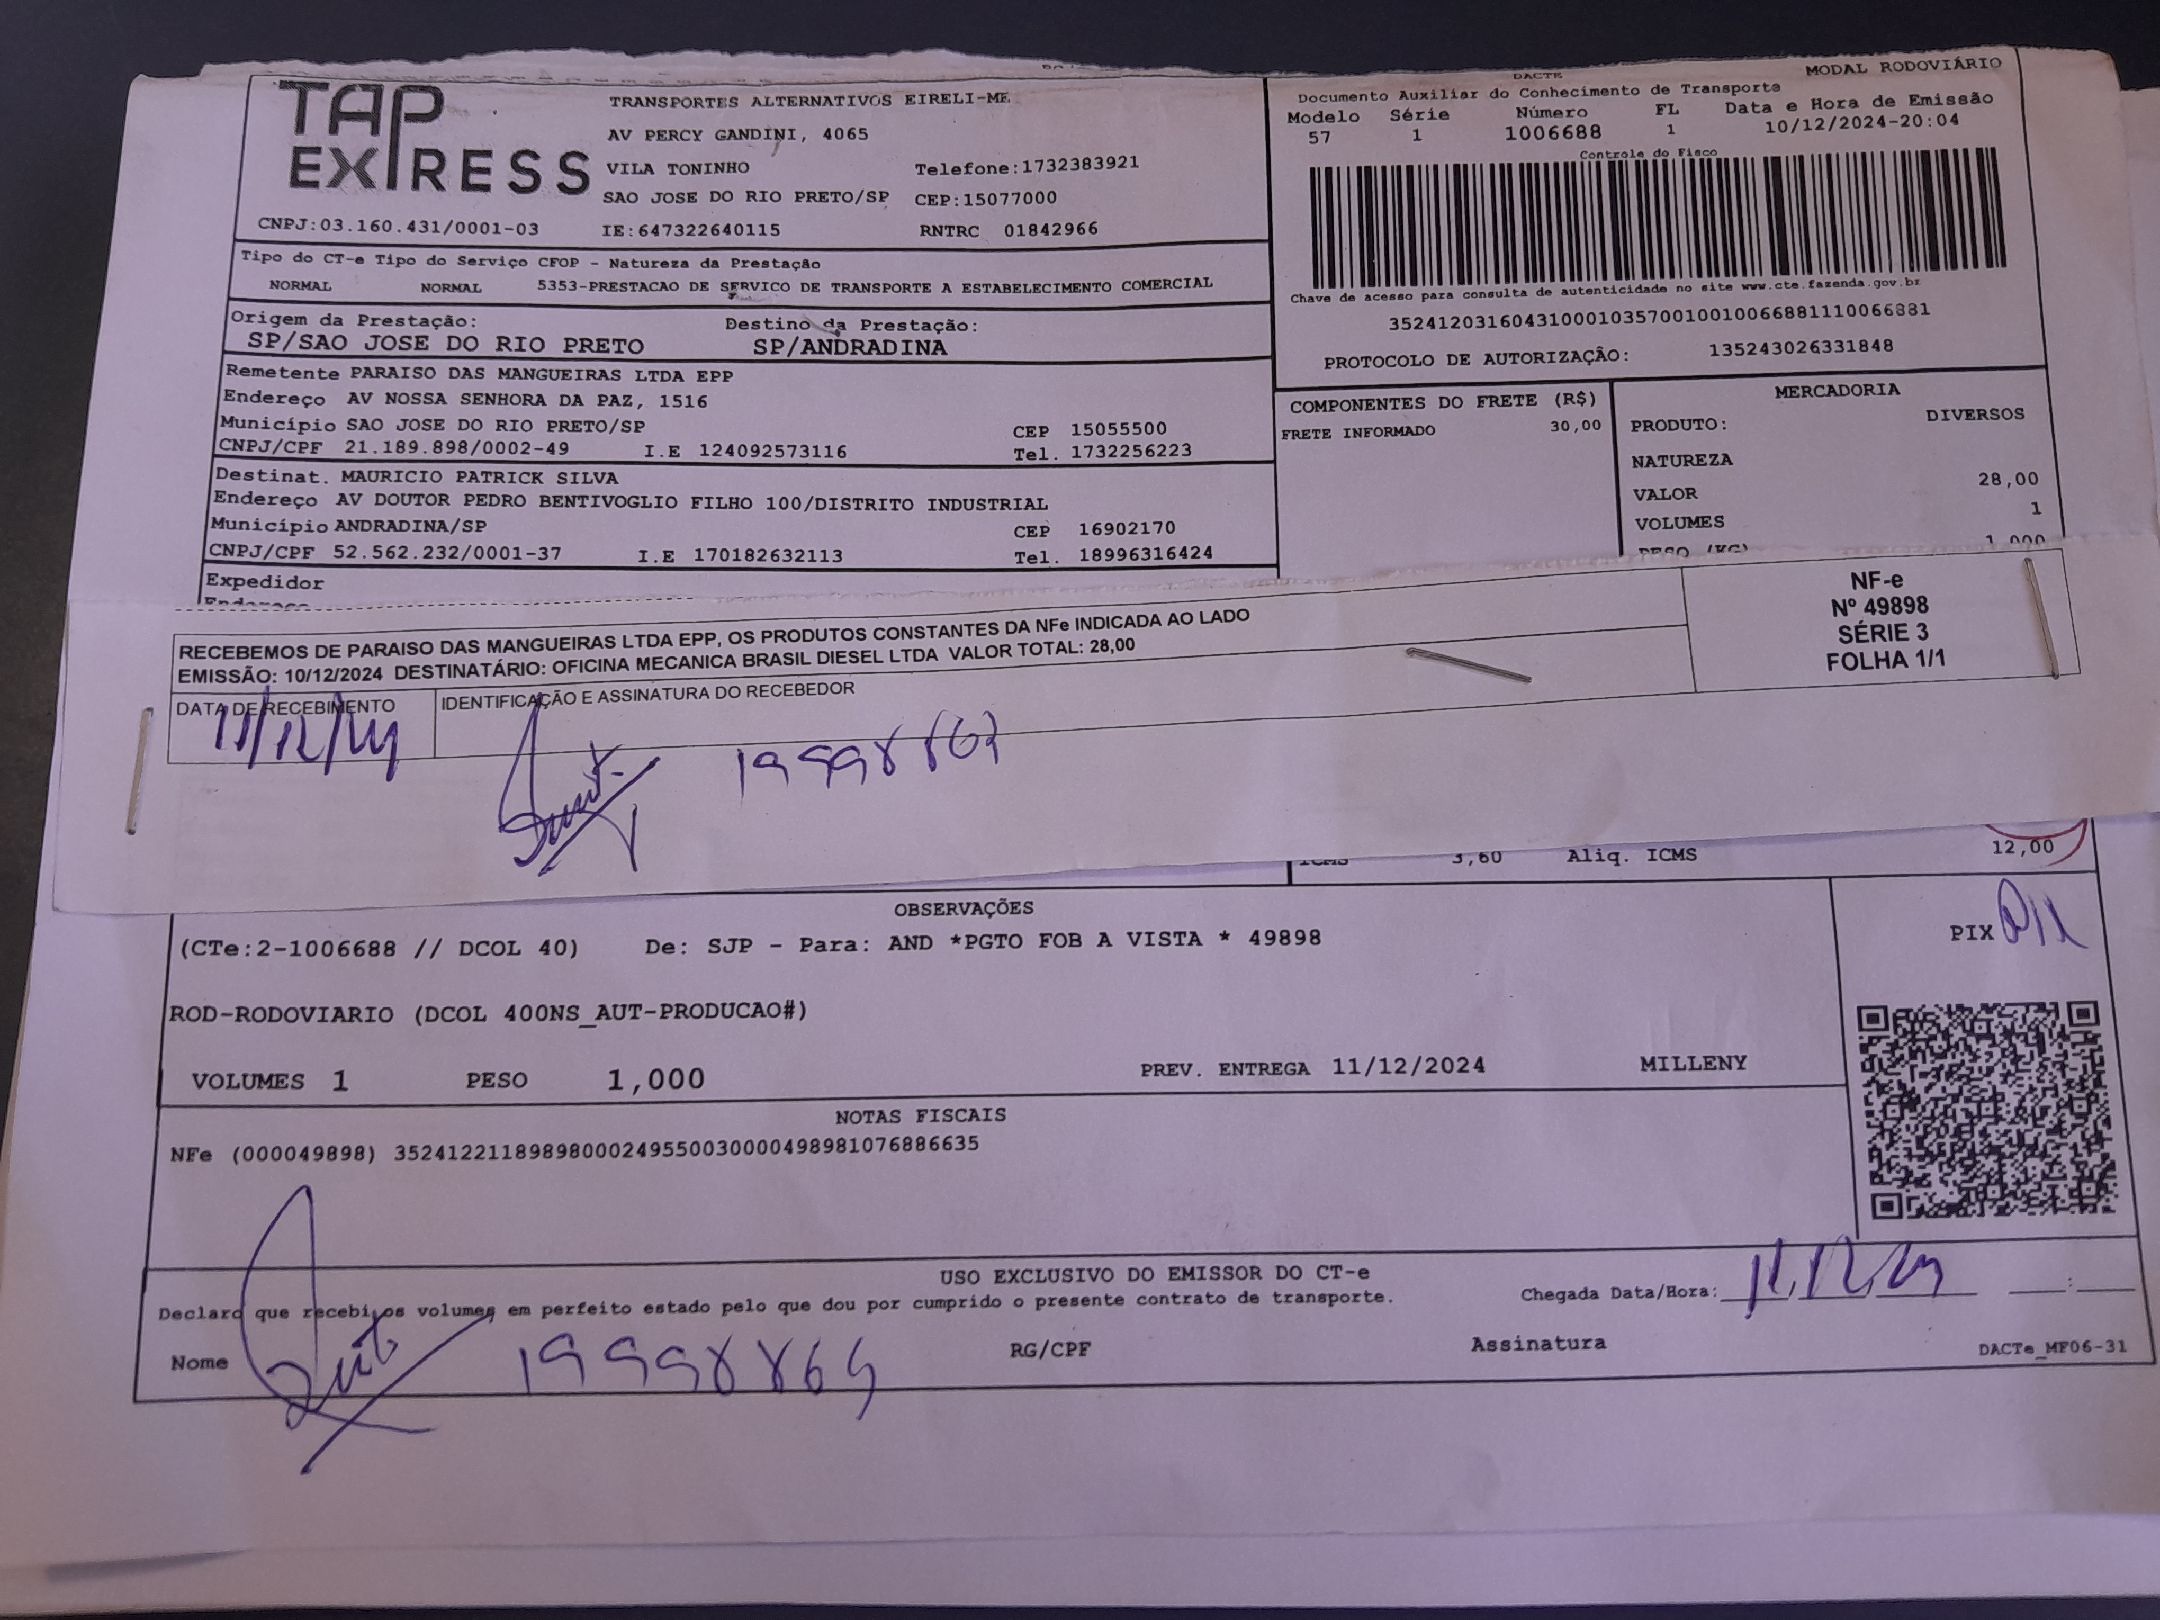 TAP EXPRESS
TRANSPORTES ALTERNATIVOS EIRELI-ME
AV PERCY GANDINI, 4065
VILA TONINHO Telefone:1732383921
SAO JOSE DO RIO PRETO/SP CEP:15077000
CNPJ:03.160.431/0001-03 IE:647322640115 RNTRC 01842966
DACTE MODAL RODOVIÁRIO
Documento Auxiliar do Conhecimento de Transporte
Modelo Série Número FL Data e Hora de Emissão
57 1 1006688 1 10/12/2024-20:04
Controle do Fisco
Chave de acesso para consulta de autenticidade no site www.cte.fazenda.gov.br
35241203160431000103570010010066881110066881
PROTOCOLO DE AUTORIZAÇÃO: 135243026331848
Tipo do CT-e Tipo do Serviço CFOP - Natureza da Prestação
NORMAL NORMAL 5353-PRESTACAO DE SERVICO DE TRANSPORTE A ESTABELECIMENTO COMERCIAL
Origem da Prestação: Destino da Prestação:
SP/SAO JOSE DO RIO PRETO SP/ANDRADINA
Remetente PARAISO DAS MANGUEIRAS LTDA EPP
Endereço AV NOSSA SENHORA DA PAZ, 1516
Município SAO JOSE DO RIO PRETO/SP CEP 15055500
CNPJ/CPF 21.189.898/0002-49 I.E 124092573116 Tel. 1732256223
Destinat. MAURICIO PATRICK SILVA
Endereço AV DOUTOR PEDRO BENTIVOGLIO FILHO 100/DISTRITO INDUSTRIAL
Município ANDRADINA/SP CEP 16902170
CNPJ/CPF 52.562.232/0001-37 I.E 170182632113 Tel. 18996316424
Expedidor
Endereço
COMPONENTES DO FRETE (R$)
FRETE INFORMADO 30,00
MERCADORIA
PRODUTO: DIVERSOS
NATUREZA
VALOR 28,00
VOLUMES 1
PESO (KG) 1,000
RECEBEMOS DE PARAISO DAS MANGUEIRAS LTDA EPP, OS PRODUTOS CONSTANTES DA NFe INDICADA AO LADO
EMISSÃO: 10/12/2024 DESTINATÁRIO: OFICINA MECANICA BRASIL DIESEL LTDA VALOR TOTAL: 28,00
DATA DE RECEBIMENTO IDENTIFICAÇÃO E ASSINATURA DO RECEBEDOR
11/12/24
NF-e
Nº 49898
SÉRIE 3
FOLHA 1/1
ICMS 3,60 Aliq. ICMS 12,00
OBSERVAÇÕES
(CTe:2-1006688 // DCOL 40) De: SJP - Para: AND *PGTO FOB A VISTA * 49898
PIX
ROD-RODOVIARIO (DCOL 400NS_AUT-PRODUCAO#)
VOLUMES 1 PESO 1,000 PREV. ENTREGA 11/12/2024 MILLENY
NOTAS FISCAIS
NFe (000049898) 35241221189898000249550030000498981076886635
USO EXCLUSIVO DO EMISSOR DO CT-e
Declaro que recebi os volumes em perfeito estado pelo que dou por cumprido o presente contrato de transporte. Chegada Data/Hora: 11 12 24 :
Nome RG/CPF Assinatura DACTe_MF06-31